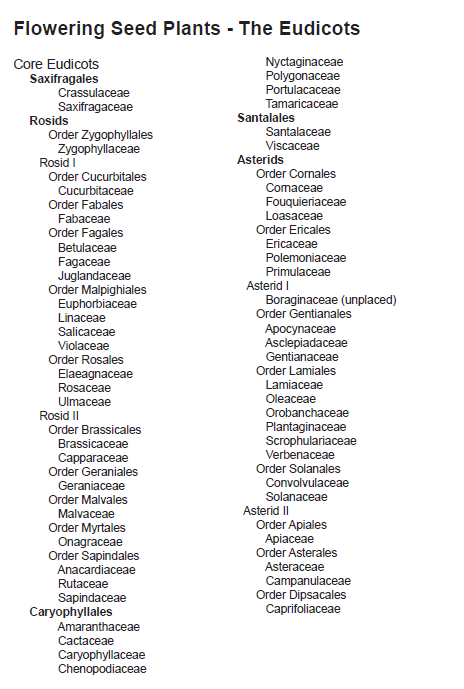 Flowering Seed Plants - The Eudicots
Core Eudicots
Saxifragales
Crassulaceae
Saxifragaceae
Rosids
Order Zygophyllales
Zygophyllaceae
Rosid I
Order Cucurbitales
Cucurbitaceae
Order Fabales
Fabaceae
Order Fagales
Betulaceae
Fagaceae
Juglandaceae
Order Malpighiales
Euphorbiaceae
Linaceae
Salicaceae
Violaceae
Order Rosales
Elaeagnaceae
Rosaceae
Ulmaceae
Rosid II
Order Brassicales
Brassicaceae
Capparaceae
Order Geraniales
Geraniaceae
Order Malvales
Malvaceae
Order Myrtales
Onagraceae
Order Sapindales
Anacardiaceae
Rutaceae
Sapindaceae
Caryophyllales
Amaranthaceae
Cactaceae
Caryophyllaceae
Chenopodiaceae
Nyctaginaceae
Polygonaceae
Portulacaceae
Tamaricaceae
Santalales
Santalaceae
Viscaceae
Asterids
Order Cornales
Cornaceae
Fouquieriaceae
Loasaceae
Order Ericales
Ericaceae
Polemoniaceae
Primulaceae
Asterid I
Boraginaceae (unplaced)
Order Gentianales
Apocynaceae
Asclepiadaceae
Gentianaceae
Order Lamiales
Lamiaceae
Oleaceae
Orobanchaceae
Plantaginaceae
Scrophulariaceae
Verbenaceae
Order Solanales
Convolvulaceae
Solanaceae
Asterid II
Order Apiales
Apiaceae
Order Asterales
Asteraceae
Campanulaceae
Order Dipsacales
Caprifoliaceae